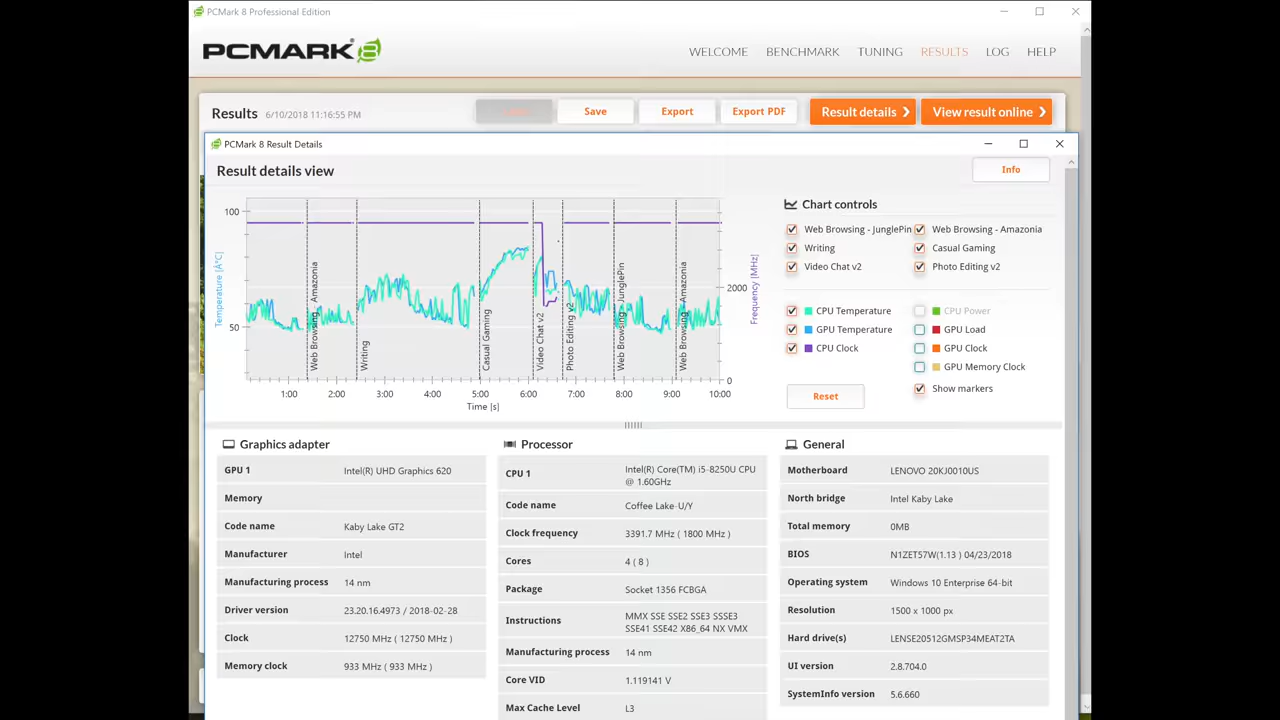 PCMark 8 Professional Edition
PCMARK 8
WELCOME BENCHMARK TUNING RESULTS LOG HELP
Results 6/10/2018 11:16:55 PM
Save Export Export PDF Result details View result online
PCMark 8 Result Details
Result details view
Info
100
50
Temperature [Â°C]
2000
0
Frequency [MHz]
Web Browsing - Amazonia
Writing
Casual Gaming
Video Chat v2
Photo Editing v2
Web Browsing - JunglePin
Web Browsing - Amazonia
1:00 2:00 3:00 4:00 5:00 6:00 7:00 8:00 9:00 10:00
Time |s|
Chart controls
Web Browsing - JunglePin Web Browsing - Amazonia
Writing Casual Gaming
Video Chat v2 Photo Editing v2
CPU Temperature CPU Power
GPU Temperature GPU Load
CPU Clock GPU Clock
GPU Memory Clock
Show markers
Reset
Graphics adapter
GPU 1 Intel(R) UHD Graphics 620
Memory
Code name Kaby Lake GT2
Manufacturer Intel
Manufacturing process 14 nm
Driver version 23.20.16.4973 / 2018-02-28
Clock 12750 MHz ( 12750 MHz )
Memory clock 933 MHz ( 933 MHz )
Processor
CPU 1 Intel(R) Core(TM) i5-8250U CPU
@ 1.60GHz
Code name Coffee Lake-U/Y
Clock frequency 3391.7 MHz ( 1800 MHz )
Cores 4 ( 8 )
Package Socket 1356 FCBGA
Instructions MMX SSE SSE2 SSE3 SSSE3
SSE41 SSE42 X86_64 NX VMX
Manufacturing process 14 nm
Core VID 1.119141 V
Max Cache Level L3
General
Motherboard LENOVO 20KJ0010US
North bridge Intel Kaby Lake
Total memory 0MB
BIOS N1ZET57W(1.13 ) 04/23/2018
Operating system Windows 10 Enterprise 64-bit
Resolution 1500 x 1000 px
Hard drive(s) LENSE20512GMSP34MEAT2TA
UI version 2.8.704.0
SystemInfo version 5.6.660